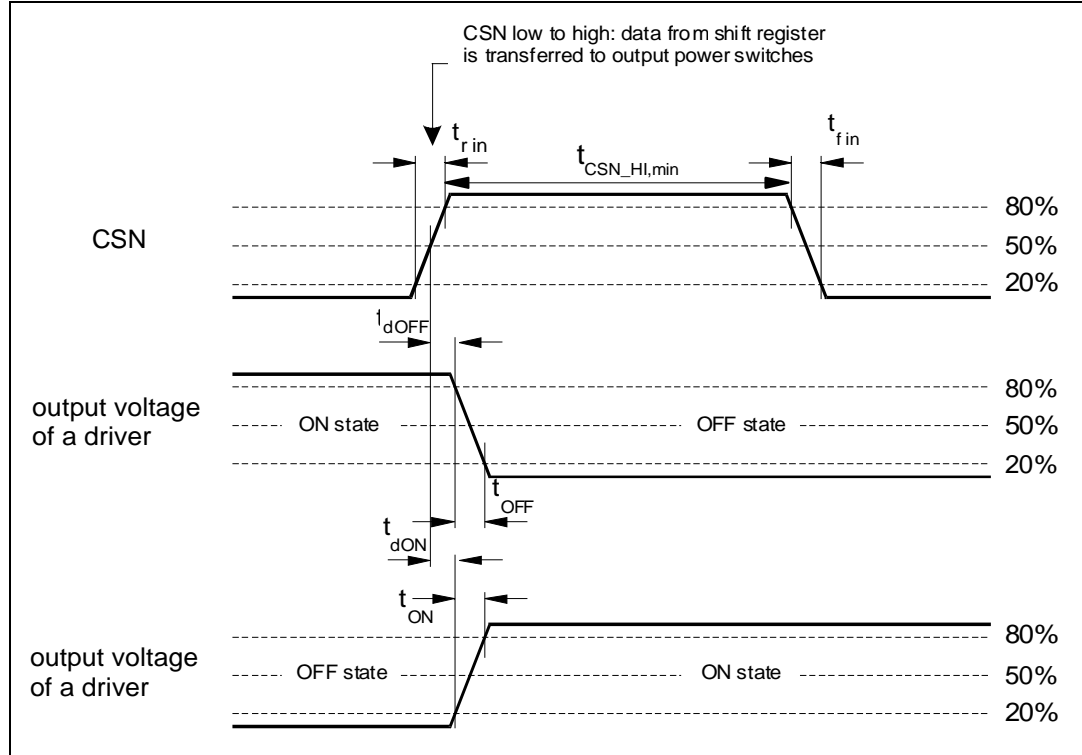 CSN low to high: data from shift register
is transferred to output power switches
t r in
t CSN_HI,min
t f in
CSN
80%
50%
20%
t dOFF
output voltage
of a driver
ON state
OFF state
80%
50%
20%
t OFF
t dON
t ON
output voltage
of a driver
OFF state
ON state
80%
50%
20%